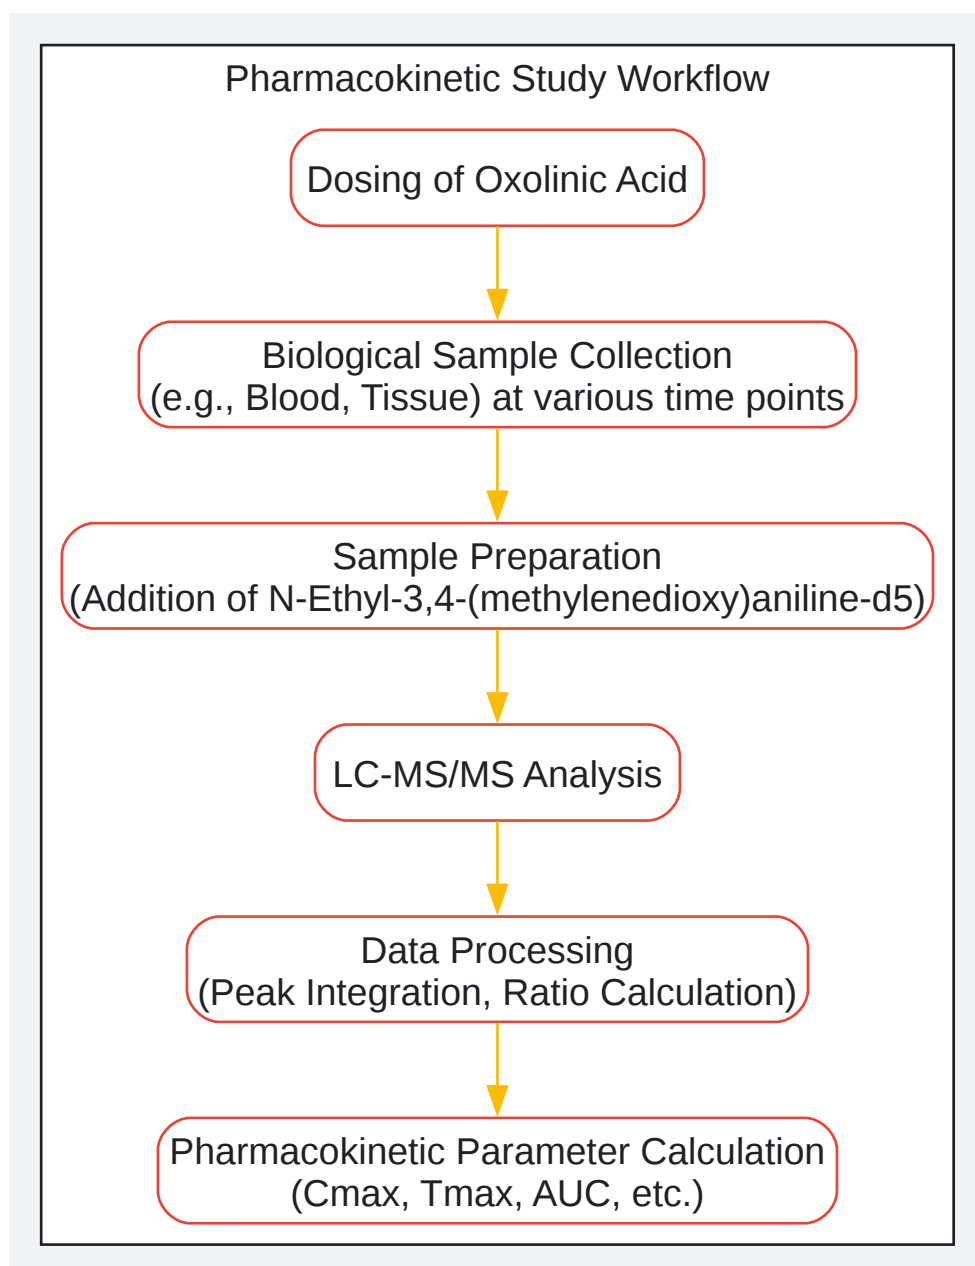 Pharmacokinetic Study Workflow
Dosing of Oxolinic Acid
Biological Sample Collection
(e.g., Blood, Tissue) at various time points
Sample Preparation
(Addition of N-Ethyl-3,4-(methylenedioxy)aniline-d5)
LC-MS/MS Analysis
Data Processing
(Peak Integration, Ratio Calculation)
Pharmacokinetic Parameter Calculation
(Cmax, Tmax, AUC, etc.)